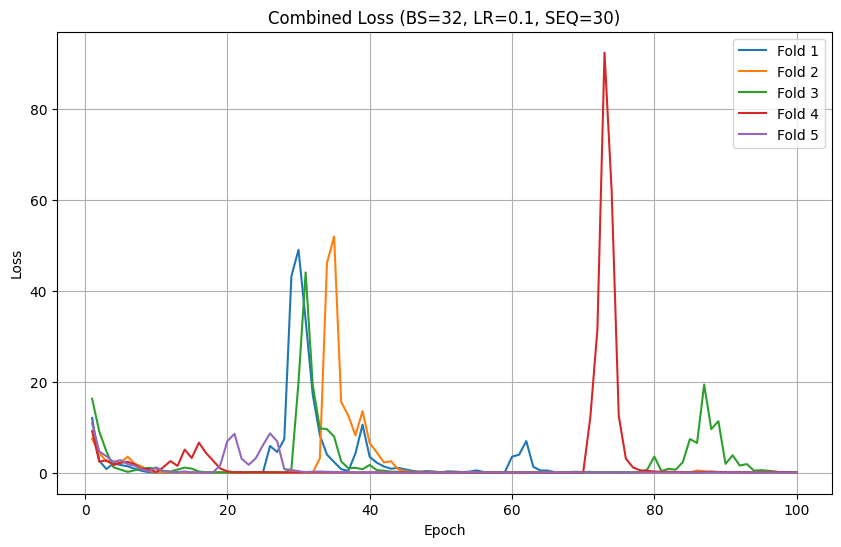 Combined Loss (BS=32, LR=0.1, SEQ=30)
Fold 1
Fold 2
Fold 3
Fold 4
Fold 5
Loss
80
60
40
20
0
0 20 40 60 80 100
Epoch